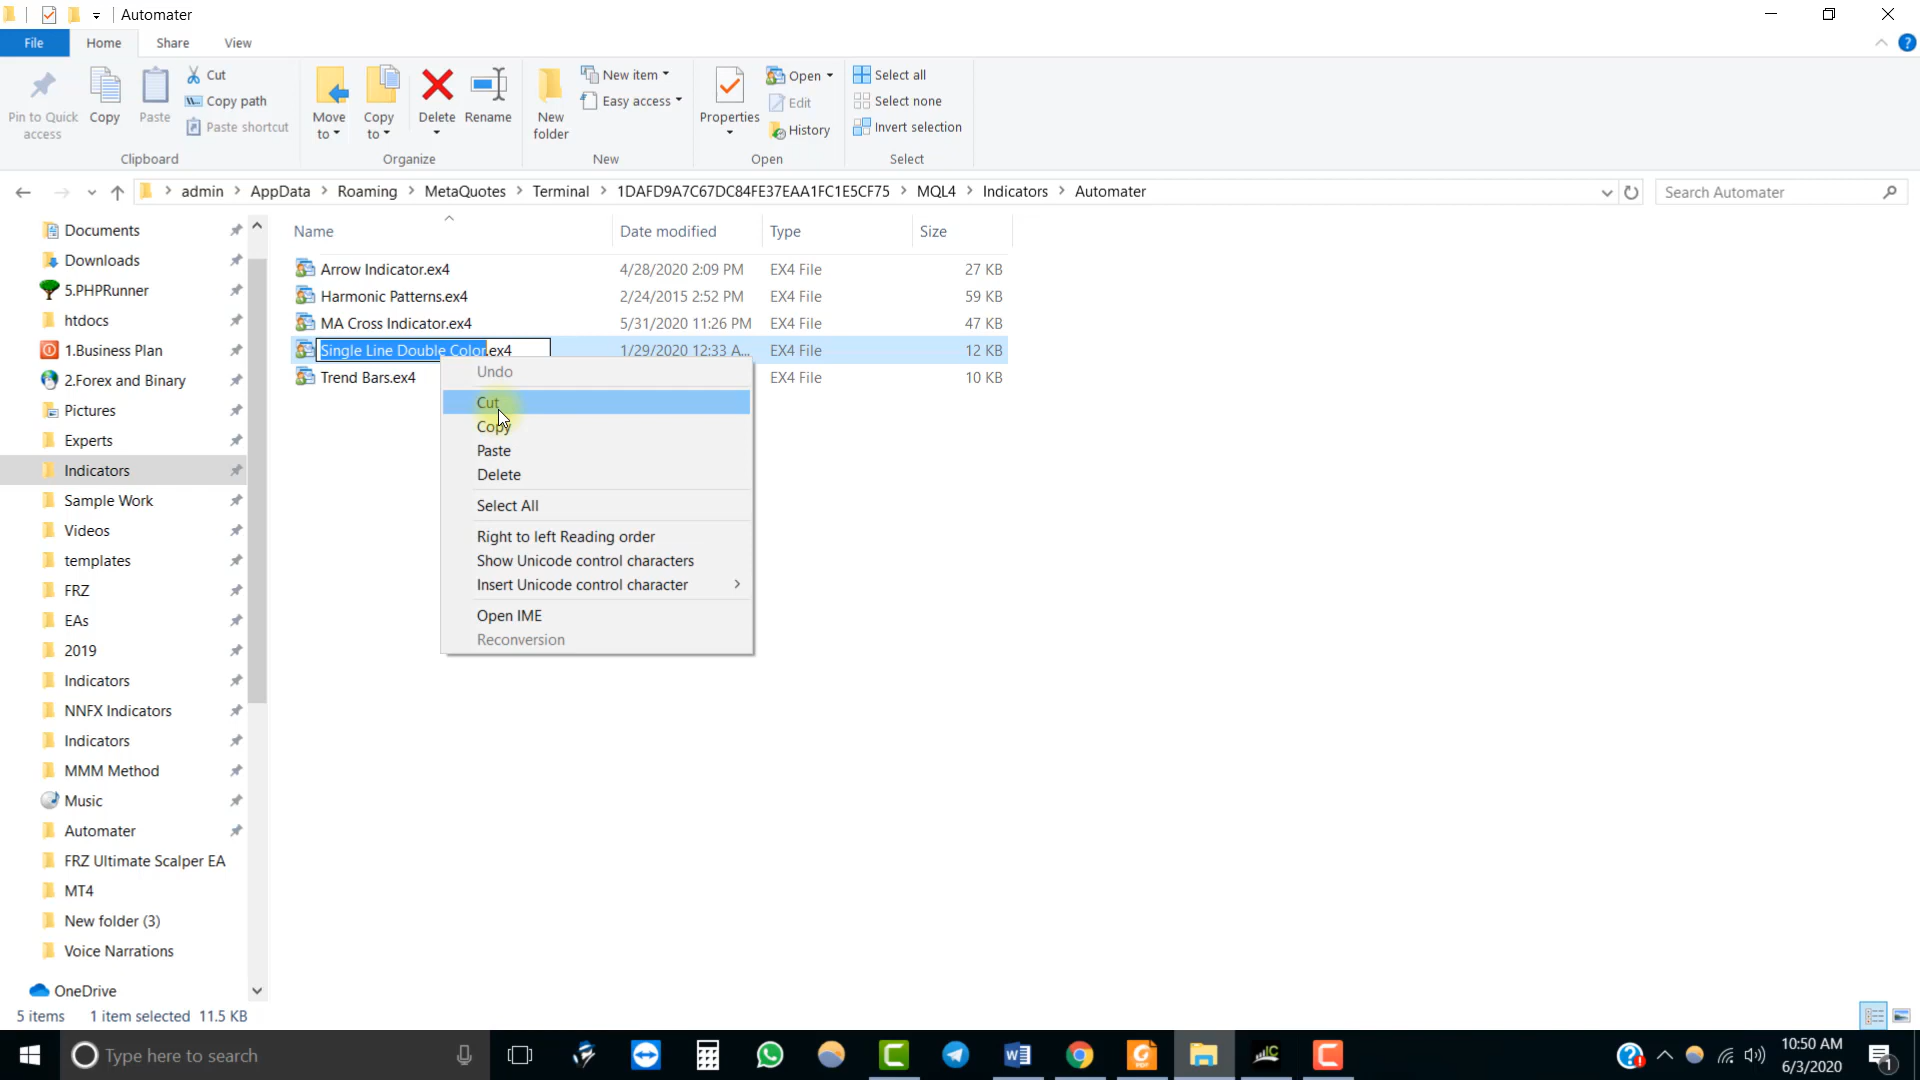 Automater
File Home Share View
Pin to Quick access
Copy
Paste
Cut
Copy path
Paste shortcut
Clipboard
Move to
Copy to
Delete
Rename
Organize
New folder
New item
Easy access
New
Properties
Open
Edit
History
Open
Select all
Select none
Invert selection
Select
admin AppData Roaming MetaQuotes Terminal 1DAFD9A7C67DC84FE37EAA1FC1E5CF75 MQL4 Indicators Automater
Search Automater
Documents
Downloads
5.PHPRunner
htdocs
1.Business Plan
2.Forex and Binary
Pictures
Experts
Indicators
Sample Work
Videos
templates
FRZ
EAs
2019
Indicators
NNFX Indicators
Indicators
MMM Method
Music
Automater
FRZ Ultimate Scalper EA
MT4
New folder (3)
Voice Narrations
OneDrive
Name Date modified Type Size
Arrow Indicator.ex4 4/28/2020 2:09 PM EX4 File 27 KB
Harmonic Patterns.ex4 2/24/2015 2:52 PM EX4 File 59 KB
MA Cross Indicator.ex4 5/31/2020 11:26 PM EX4 File 47 KB
Single Line Double Color.ex4 1/29/2020 12:33 A... EX4 File 12 KB
Trend Bars.ex4 EX4 File 10 KB
Undo
Cut
Copy
Paste
Delete
Select All
Right to left Reading order
Show Unicode control characters
Insert Unicode control character
Open IME
Reconversion
5 items 1 item selected 11.5 KB
Type here to search
10:50 AM
6/3/2020
1